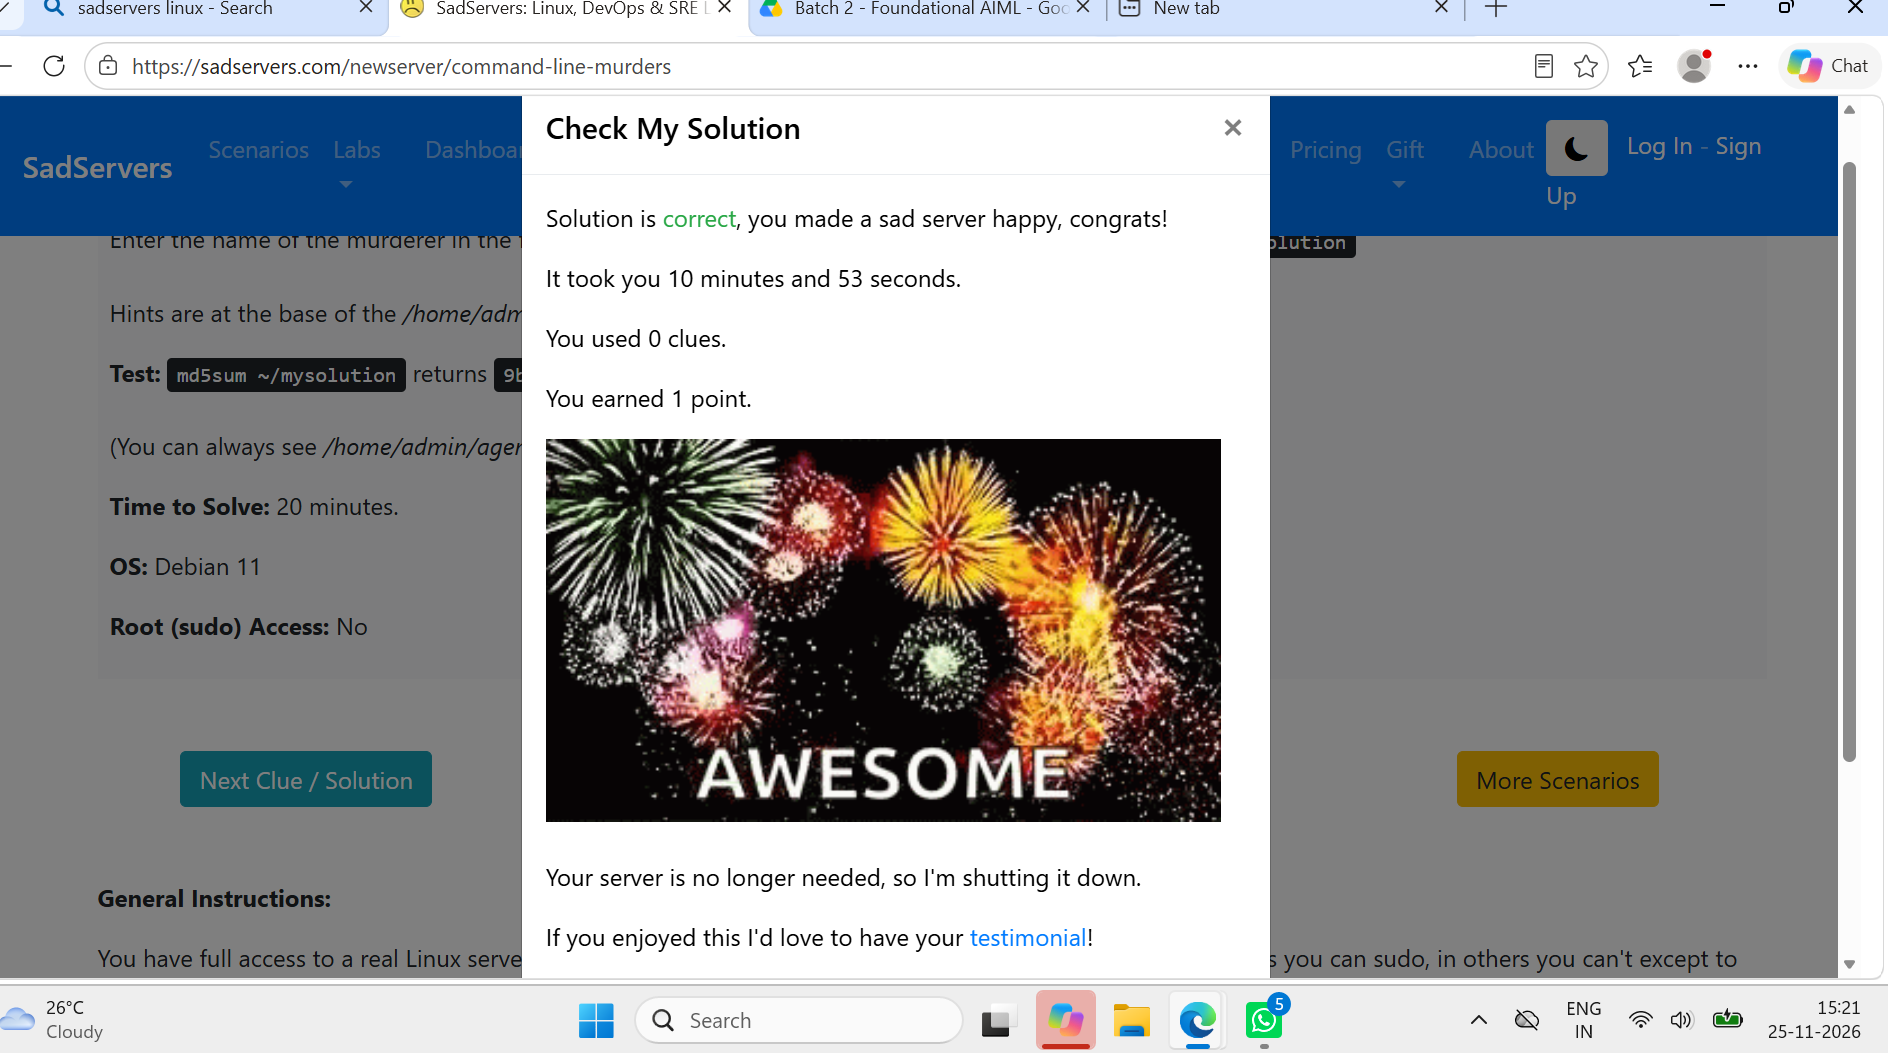 sadservers linux - Search
SadServers: Linux, DevOps & SRE
Batch 2 - Foundational AIML - Goo
New tab
https://sadservers.com/newserver/command-line-murders
Chat
SadServers
Scenarios
Labs
Dashboar
Pricing
Gift
About
Log In - Sign
Up
Check My Solution
Solution is correct, you made a sad server happy, congrats!
It took you 10 minutes and 53 seconds.
You used 0 clues.
You earned 1 point.
AWESOME
Your server is no longer needed, so I'm shutting it down.
If you enjoyed this I'd love to have your testimonial!
Enter the name of the murderer in the
olution
Hints are at the base of the /home/adm
Test: md5sum ~/mysolution returns 9b
(You can always see /home/admin/agen
Time to Solve: 20 minutes.
OS: Debian 11
Root (sudo) Access: No
Next Clue / Solution
More Scenarios
General Instructions:
You have full access to a real Linux serve
s you can sudo, in others you can't except to
26°C
Cloudy
Search
5
ENG
IN
15:21
25-11-2026